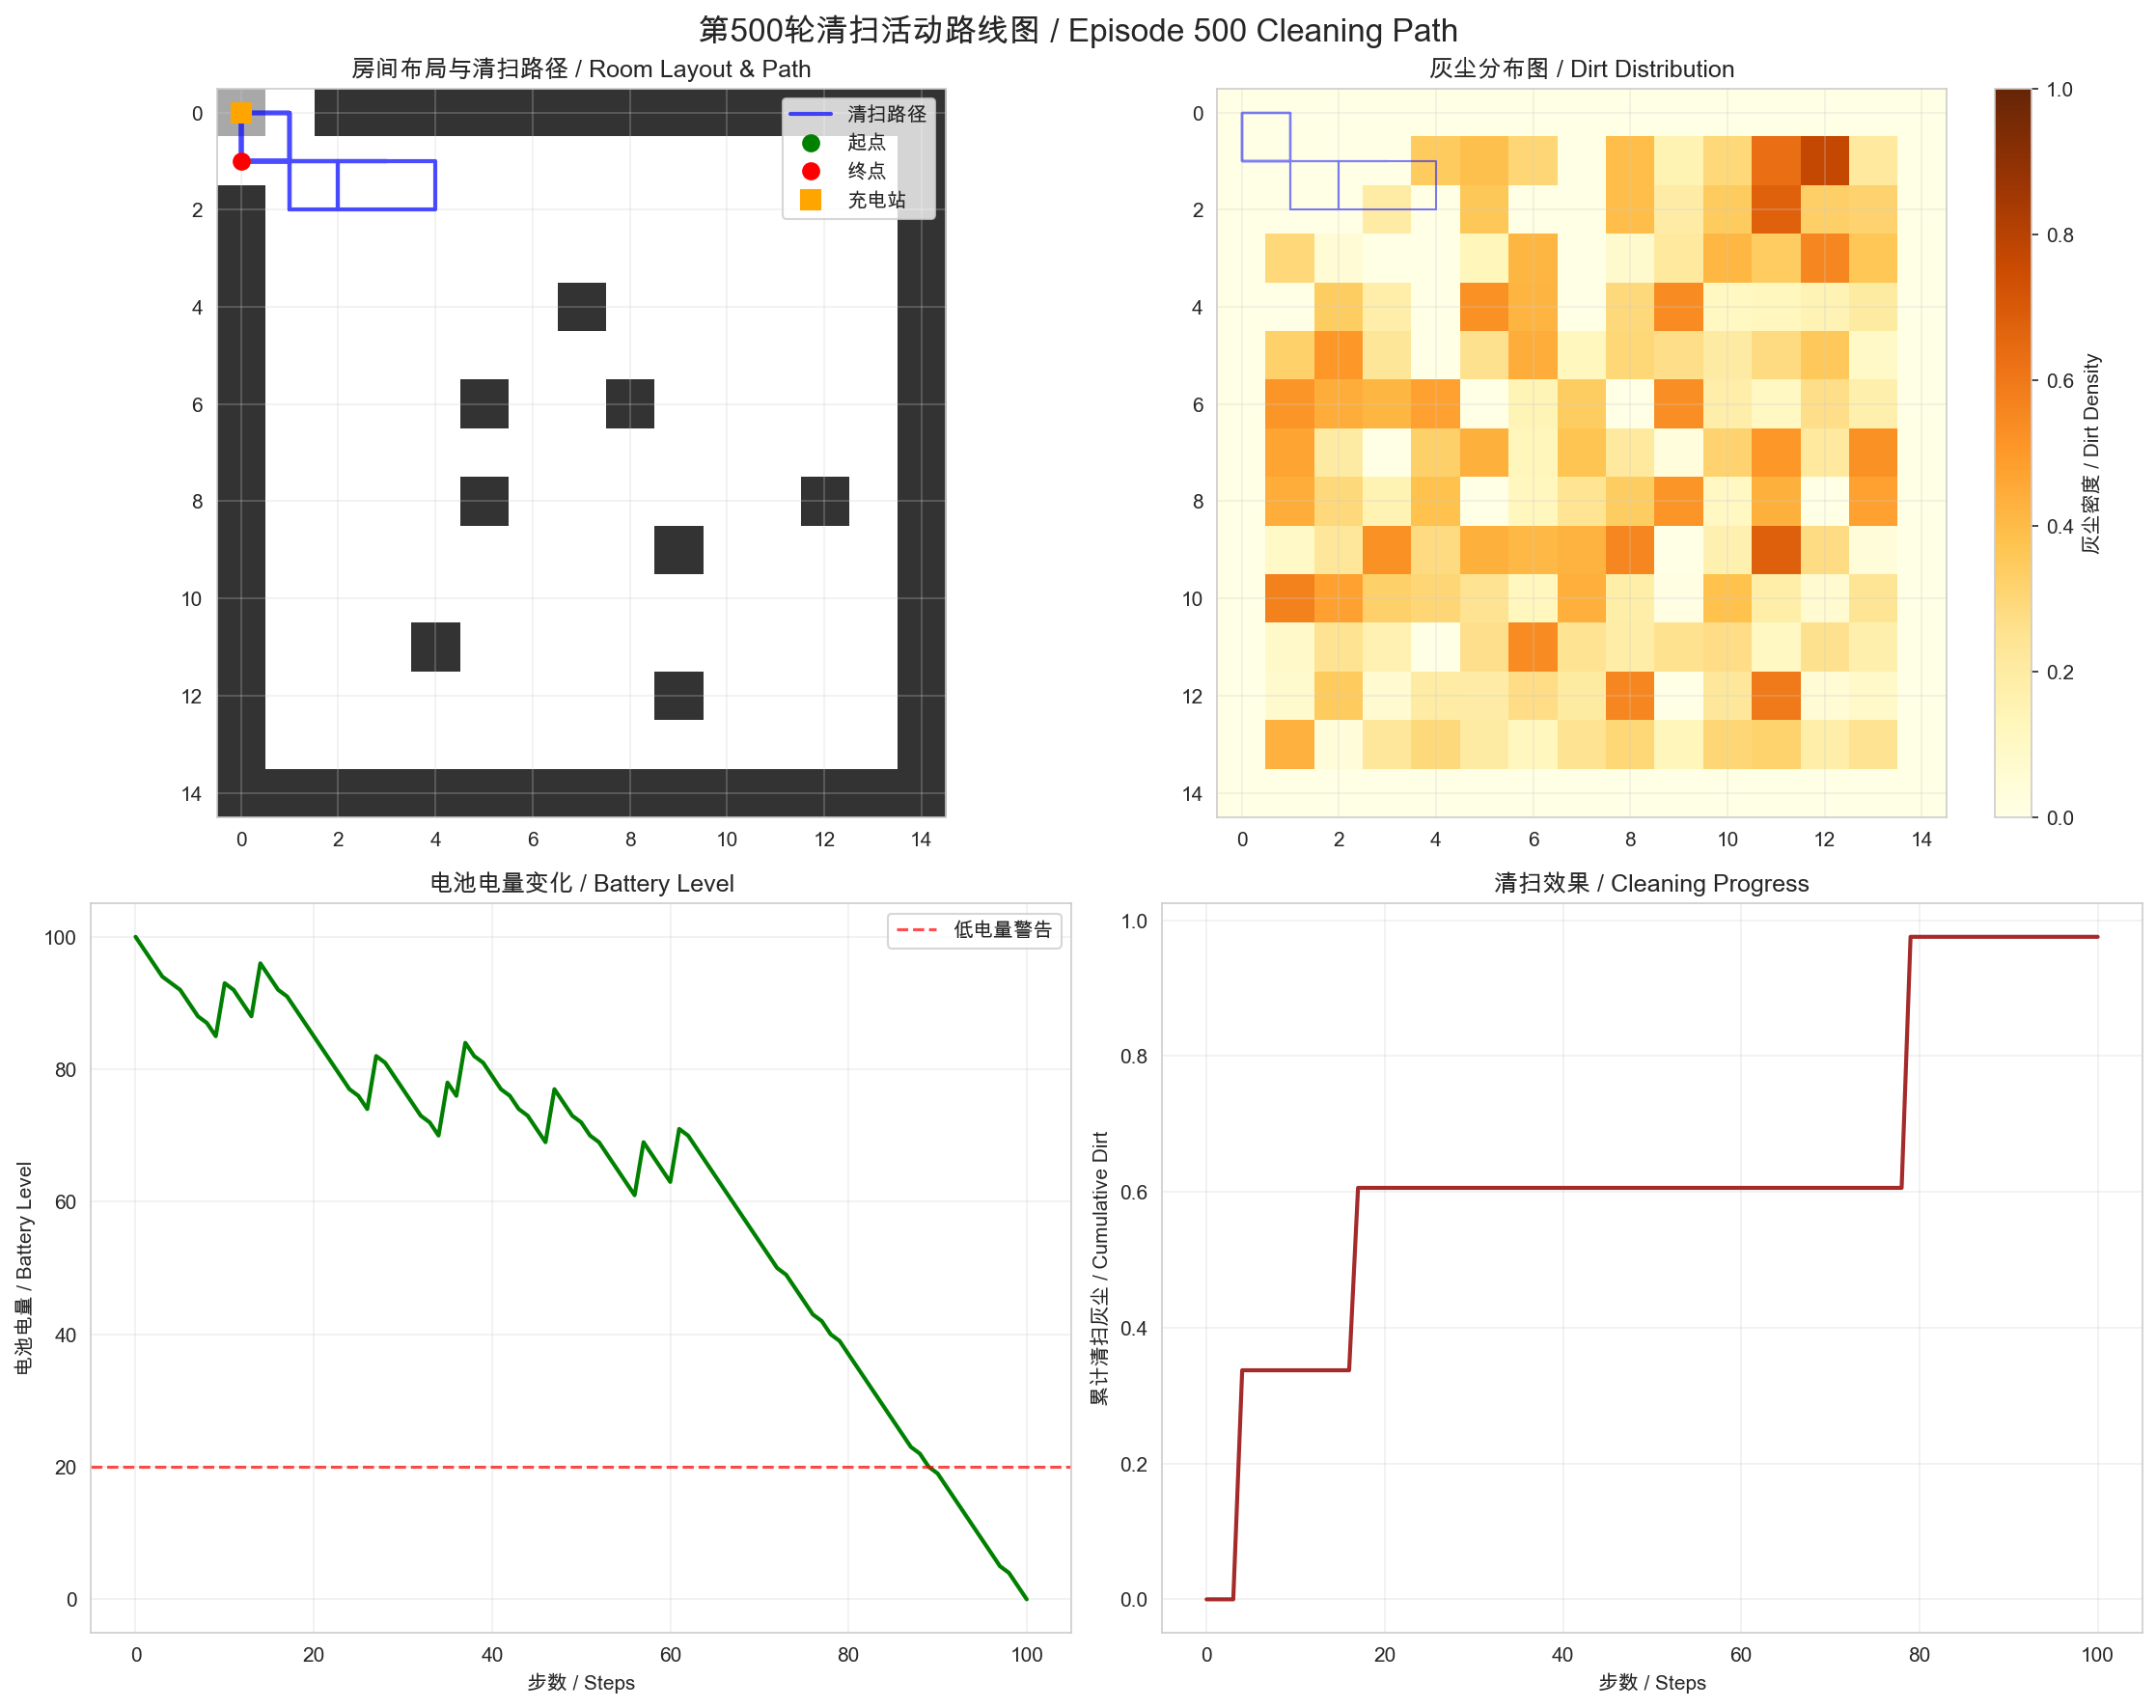 第500轮清扫活动路线图 / Episode 500 Cleaning Path
房间布局与清扫路径 / Room Layout & Path
清扫路径
起点
终点
充电站
0
2
4
6
8
10
12
14
0 2 4 6 8 10 12 14
灰尘分布图 / Dirt Distribution
0
2
4
6
8
10
12
14
0 2 4 6 8 10 12 14
1.0
0.8
0.6
0.4
0.2
0.0
灰尘密度 / Dirt Density
电池电量变化 / Battery Level
低电量警告
电池电量 / Battery Level
100
80
60
40
20
0
0 20 40 60 80 100
步数 / Steps
清扫效果 / Cleaning Progress
累计清扫灰尘 / Cumulative Dirt
1.0
0.8
0.6
0.4
0.2
0.0
0 20 40 60 80 100
步数 / Steps